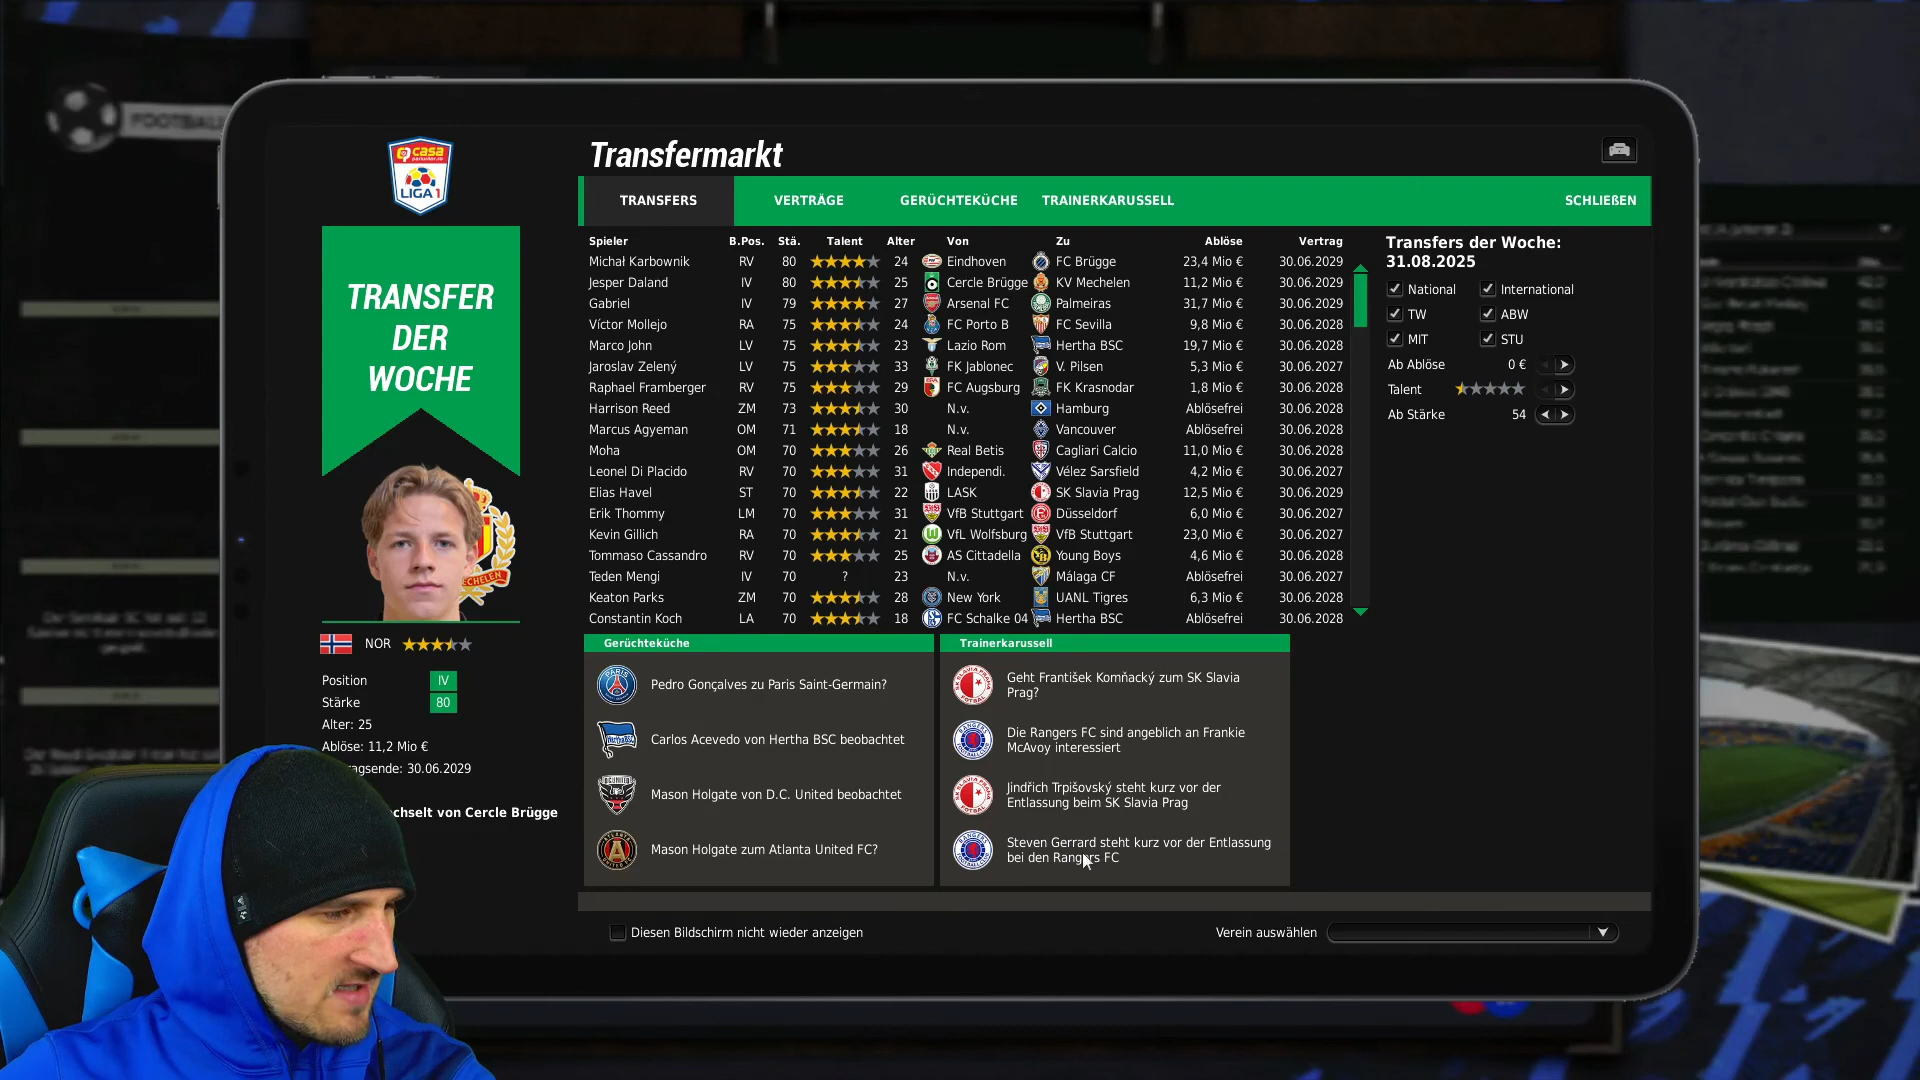 FOOTBALL
casa
pariurilor.ro
LIGA 1
Transfermarkt
TRANSFERS VERTRÄGE GERÜCHTEKÜCHE TRAINERKARUSSELL SCHLIEßEN
TRANSFER
DER
WOCHE
Spieler B.Pos. Stä. Talent Alter Von Zu Ablöse Vertrag
Michał Karbownik RV 80 24 Eindhoven FC Brügge 23,4 Mio € 30.06.2029
Jesper Daland IV 80 25 Cercle Brügge KV Mechelen 11,2 Mio € 30.06.2029
Gabriel IV 79 27 Arsenal FC Palmeiras 31,7 Mio € 30.06.2029
Víctor Mollejo RA 75 24 FC Porto B FC Sevilla 9,8 Mio € 30.06.2028
Marco John LV 75 23 Lazio Rom Hertha BSC 19,7 Mio € 30.06.2028
Jaroslav Zelený LV 75 33 FK Jablonec V. Pilsen 5,3 Mio € 30.06.2027
Raphael Framberger RV 75 29 FC Augsburg FK Krasnodar 1,8 Mio € 30.06.2028
Harrison Reed ZM 73 30 N.v. Hamburg Ablösefrei 30.06.2028
Marcus Agyeman OM 71 18 N.v. Vancouver Ablösefrei 30.06.2028
Moha OM 70 26 Real Betis Cagliari Calcio 11,0 Mio € 30.06.2028
Leonel Di Placido RV 70 31 Independi. Vélez Sarsfield 4,2 Mio € 30.06.2027
Elias Havel ST 70 22 LASK SK Slavia Prag 12,5 Mio € 30.06.2029
Erik Thommy LM 70 31 VfB Stuttgart Düsseldorf 6,0 Mio € 30.06.2027
Kevin Gillich RA 70 21 VfL Wolfsburg VfB Stuttgart 23,0 Mio € 30.06.2027
Tommaso Cassandro RV 70 25 AS Cittadella Young Boys 4,6 Mio € 30.06.2028
Teden Mengi IV 70 ? 23 N.v. Málaga CF Ablösefrei 30.06.2027
Keaton Parks ZM 70 28 New York UANL Tigres 6,3 Mio € 30.06.2028
Constantin Koch LA 70 18 FC Schalke 04 Hertha BSC Ablösefrei 30.06.2028
Transfers der Woche:
31.08.2025
National International
TW ABW
MIT STU
Ab Ablöse 0 €
Talent
Ab Stärke 54
NOR
Position IV
Stärke 80
Alter: 25
Ablöse: 11,2 Mio €
ragsende: 30.06.2029
chselt von Cercle Brügge
Gerüchteküche
Pedro Gonçalves zu Paris Saint-Germain?
Carlos Acevedo von Hertha BSC beobachtet
Mason Holgate von D.C. United beobachtet
Mason Holgate zum Atlanta United FC?
Trainerkarussell
Geht František Komňacký zum SK Slavia
Prag?
Die Rangers FC sind angeblich an Frankie
McAvoy interessiert
Jindřich Trpišovský steht kurz vor der
Entlassung beim SK Slavia Prag
Steven Gerrard steht kurz vor der Entlassung
bei den Rangers FC
Diesen Bildschirm nicht wieder anzeigen
Verein auswählen